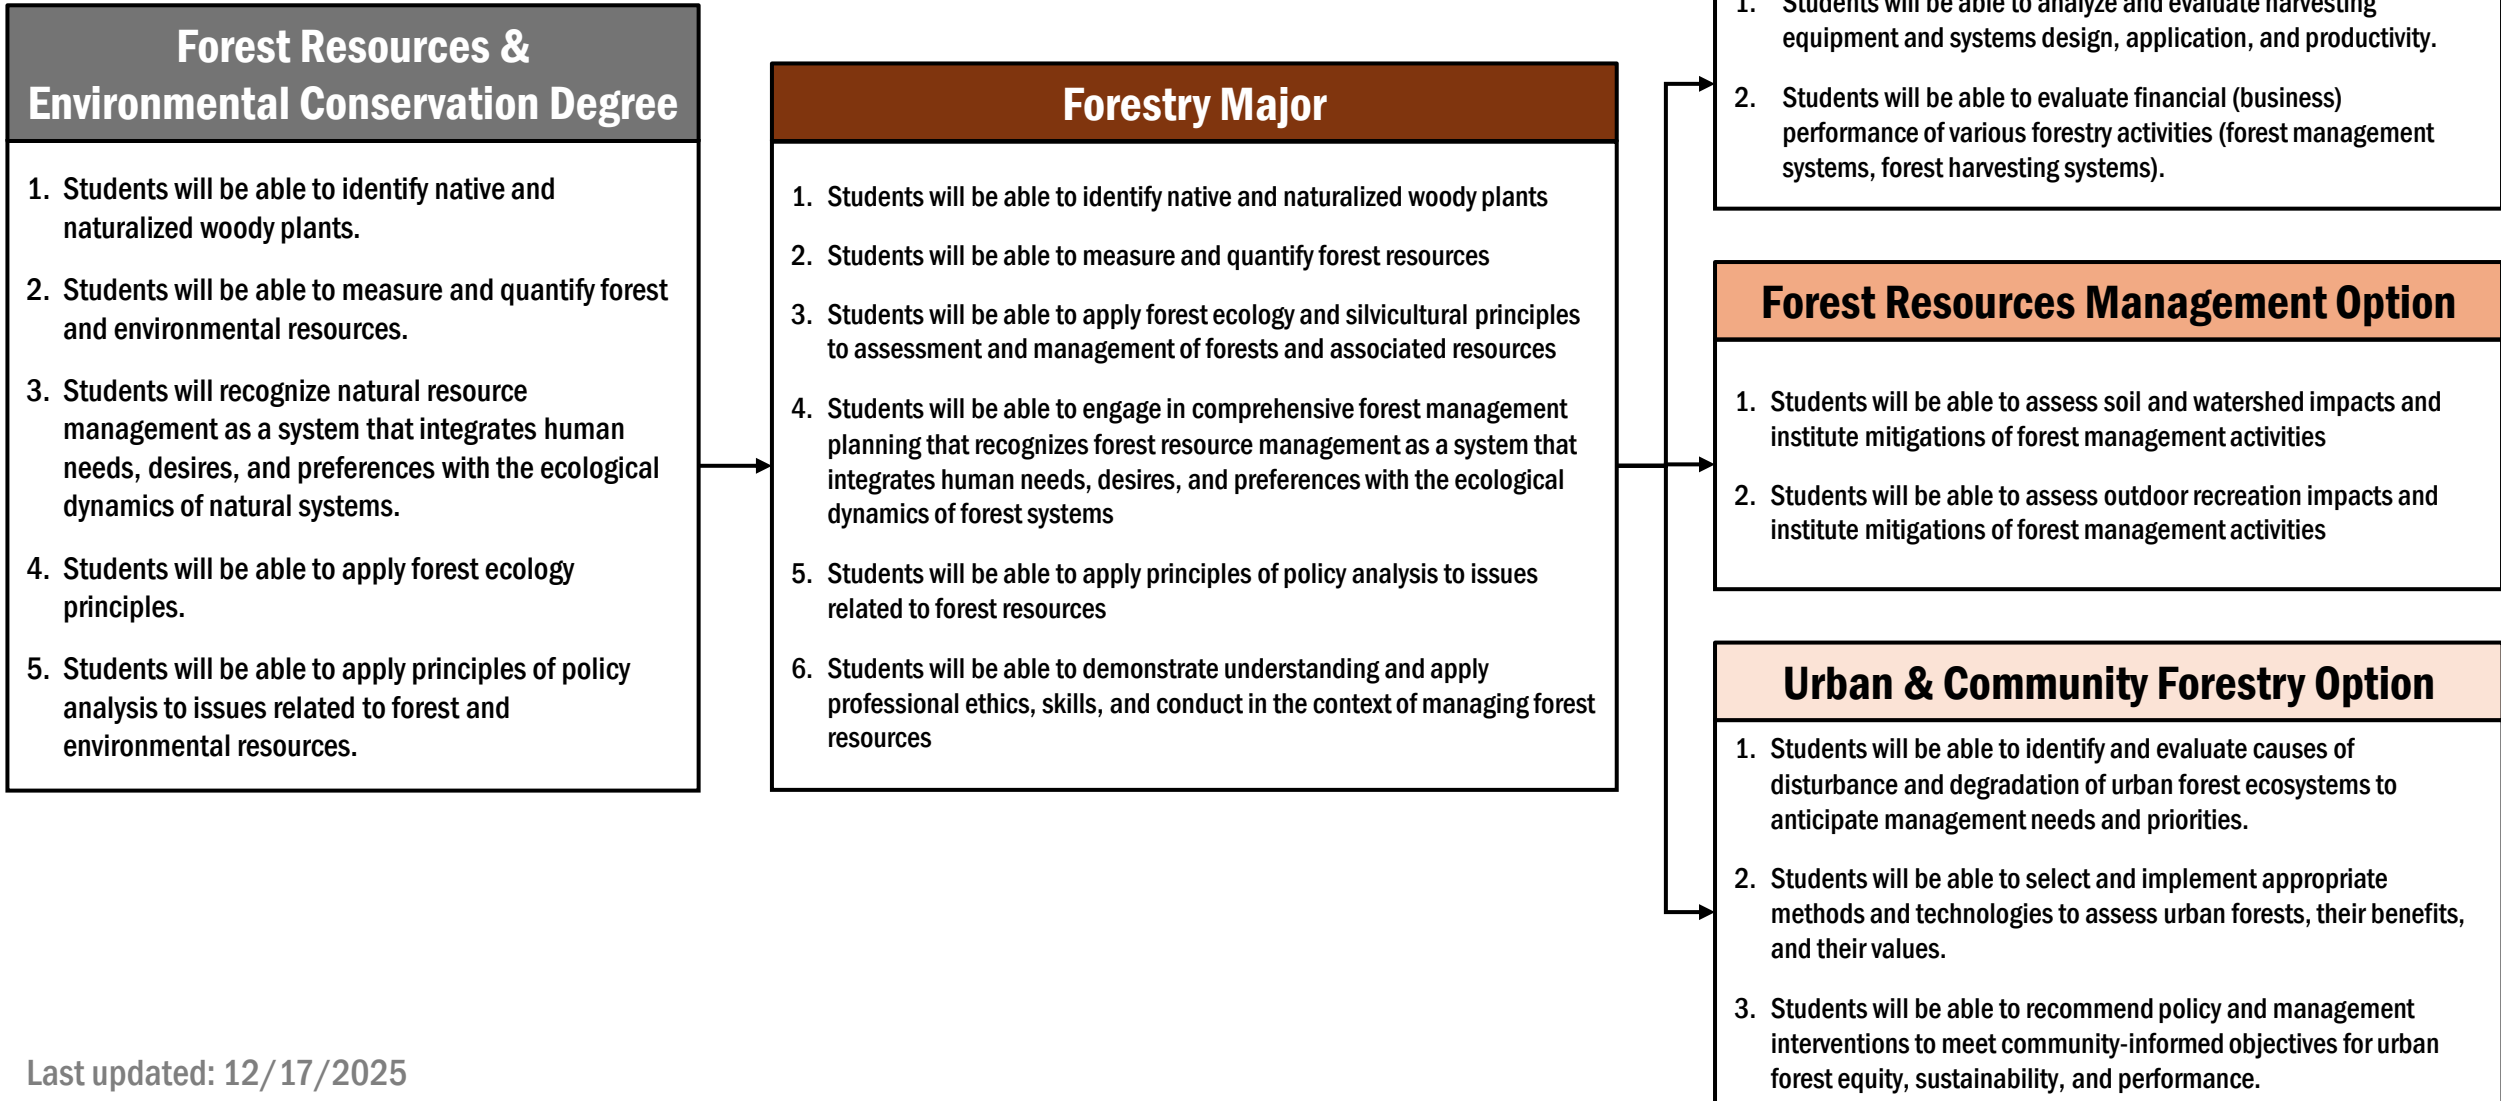 Forest Resources &
Environmental Conservation Degree
1. Students will be able to identify native and
naturalized woody plants.
2. Students will be able to measure and quantify forest
and environmental resources.
3. Students will recognize natural resource
management as a system that integrates human
needs, desires, and preferences with the ecological
dynamics of natural systems.
4. Students will be able to apply forest ecology
principles.
5. Students will be able to apply principles of policy
analysis to issues related to forest and
environmental resources.
Forestry Major
1. Students will be able to identify native and naturalized woody plants
2. Students will be able to measure and quantify forest resources
3. Students will be able to apply forest ecology and silvicultural principles
to assessment and management of forests and associated resources
4. Students will be able to engage in comprehensive forest management
planning that recognizes forest resource management as a system that
integrates human needs, desires, and preferences with the ecological
dynamics of forest systems
5. Students will be able to apply principles of policy analysis to issues
related to forest resources
6. Students will be able to demonstrate understanding and apply
professional ethics, skills, and conduct in the context of managing forest
resources
1. Students will be able to analyze and evaluate harvesting
equipment and systems design, application, and productivity.
2. Students will be able to evaluate financial (business)
performance of various forestry activities (forest management
systems, forest harvesting systems).
Forest Resources Management Option
1. Students will be able to assess soil and watershed impacts and
institute mitigations of forest management activities
2. Students will be able to assess outdoor recreation impacts and
institute mitigations of forest management activities
Urban & Community Forestry Option
1. Students will be able to identify and evaluate causes of
disturbance and degradation of urban forest ecosystems to
anticipate management needs and priorities.
2. Students will be able to select and implement appropriate
methods and technologies to assess urban forests, their benefits,
and their values.
3. Students will be able to recommend policy and management
interventions to meet community-informed objectives for urban
forest equity, sustainability, and performance.
Last updated: 12/17/2025